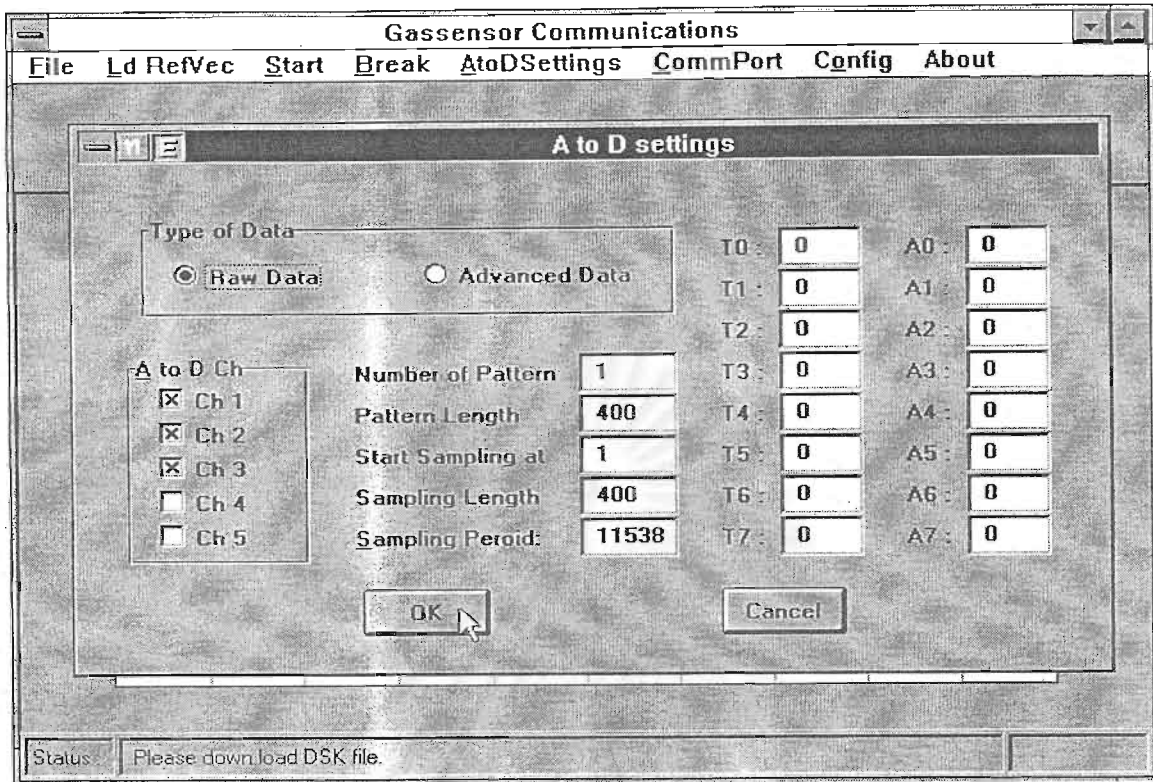 Gassensor Communications
File Ld RefVec Start Break AtoDSettings CommPort Config About
A to D settings
Type of Data
Raw Data
Advanced Data
A to D Ch
Ch 1
Ch 2
Ch 3
Ch 4
Ch 5
Number of Pattern 1
Pattern Length 400
Start Sampling at 1
Sampling Length 400
Sampling Peroid: 11538
T0 : 0 A0 : 0
T1 : 0 A1 : 0
T2 : 0 A2 : 0
T3 : 0 A3 : 0
T4 : 0 A4 : 0
T5 : 0 A5 : 0
T6 : 0 A6 : 0
T7 : 0 A7 : 0
OK
Cancel
Status Please down load DSK file.